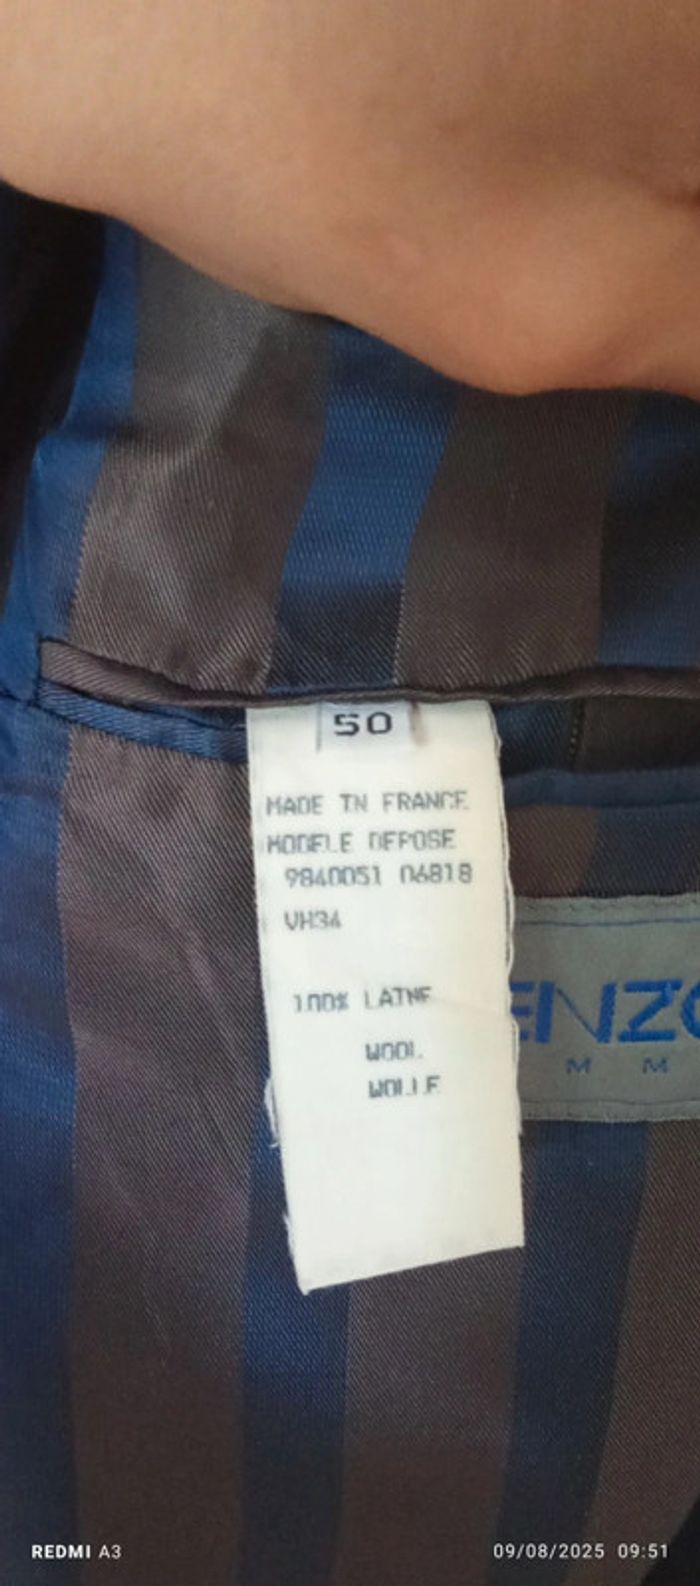 50
MADE IN FRANCE
MODELE DEPOSE
9840051 06818
VH34
100% LAINE
WOOL
WOLLE
ENZO
M M
REDMI A3
09/08/2025 09:51